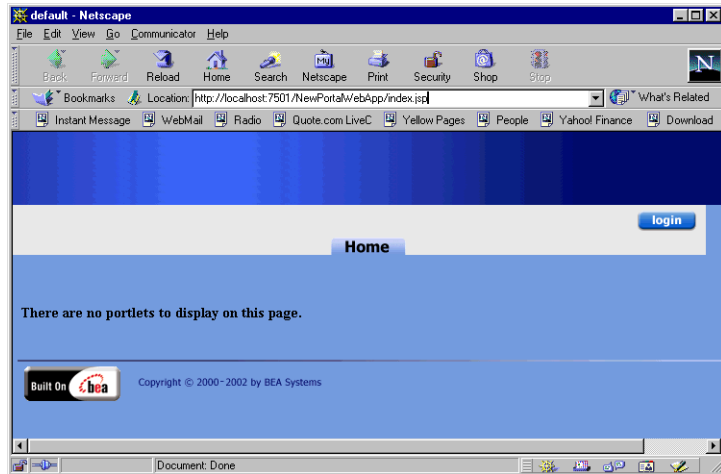 default - Netscape
File Edit View Go Communicator Help
Back Forward Reload Home Search Netscape Print Security Shop Stop
My
N
Bookmarks Location: http://localhost:7501/NewPortalWebApp/index.jsp What's Related
Instant Message WebMail Radio Quote.com LiveC Yellow Pages People Yahoo! Finance Download
login
Home
There are no portlets to display on this page.
Built On bea Copyright © 2000-2002 by BEA Systems
Document: Done